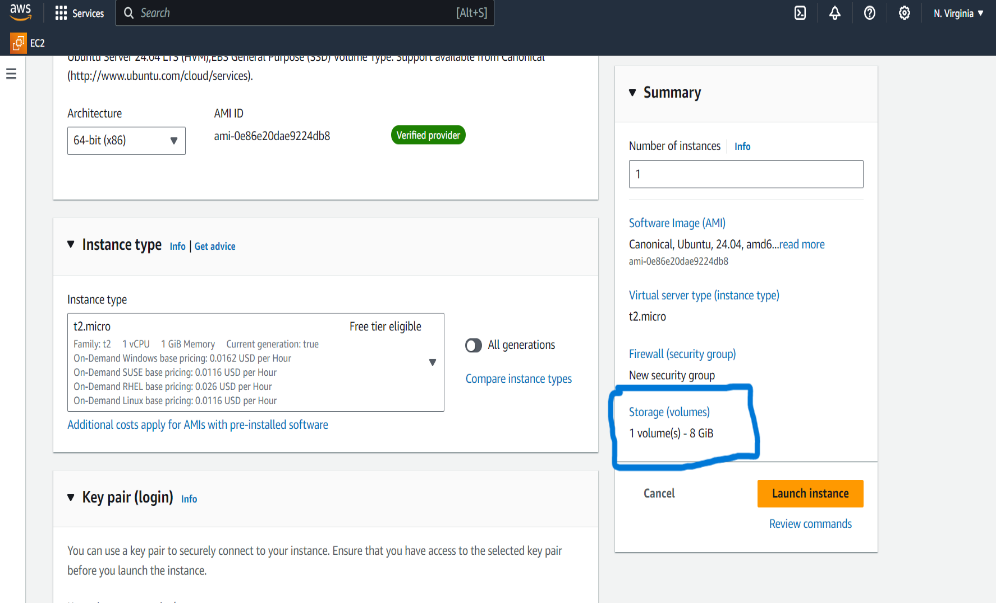 aws
Services
Search
[Alt+S]
N. Virginia
EC2
Ubuntu Server 24.04 LTS (HVM),EBS General Purpose (SSD) Volume Type. Support available from Canonical
(http://www.ubuntu.com/cloud/services).
Architecture
AMI ID
64-bit (x86)
ami-0e86e20dae9224db8
Verified provider
Instance type Info | Get advice
Instance type
t2.micro
Free tier eligible
Family: t2 1 vCPU 1 GiB Memory Current generation: true
On-Demand Windows base pricing: 0.0162 USD per Hour
On-Demand SUSE base pricing: 0.0116 USD per Hour
On-Demand RHEL base pricing: 0.026 USD per Hour
On-Demand Linux base pricing: 0.0116 USD per Hour
All generations
Compare instance types
Additional costs apply for AMIs with pre-installed software
Key pair (login) Info
You can use a key pair to securely connect to your instance. Ensure that you have access to the selected key pair
before you launch the instance.
Summary
Number of instances Info
1
Software Image (AMI)
Canonical, Ubuntu, 24.04, amd6...read more
ami-0e86e20dae9224db8
Virtual server type (instance type)
t2.micro
Firewall (security group)
New security group
Storage (volumes)
1 volume(s) - 8 GiB
Cancel
Launch instance
Review commands